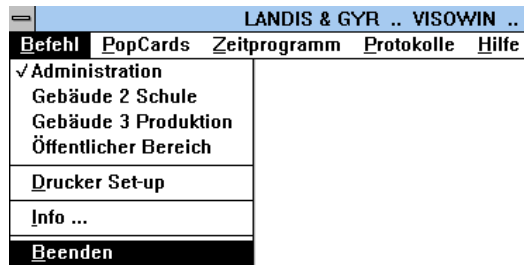 LANDIS & GYR .. VISOWIN ..
Befehl PopCards Zeitprogramm Protokolle Hilfe
√Administration
Gebäude 2 Schule
Gebäude 3 Produktion
Öffentlicher Bereich
Drucker Set-up
Info ...
Beenden